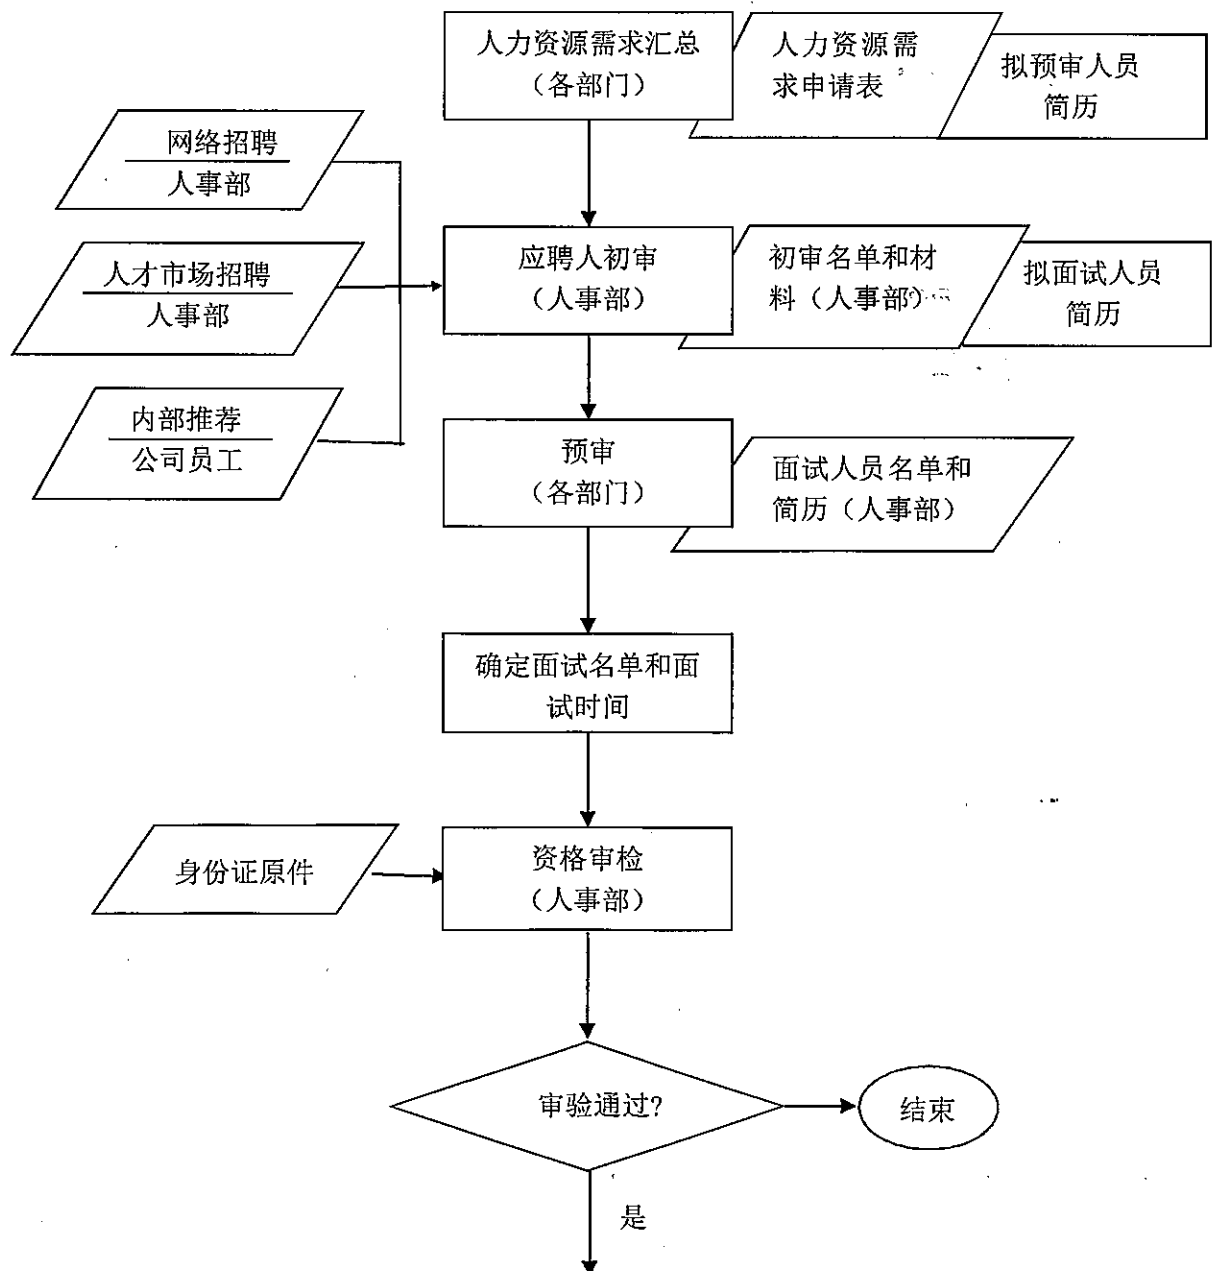 人力资源需求汇总
（各部门）
人力资源需
求申请表
拟预审人员
简历
网络招聘
人事部
人才市场招聘
人事部
内部推荐
公司员工
应聘人初审
（人事部）
初审名单和材
料（人事部）
拟面试人员
简历
预审
（各部门）
面试人员名单和
简历（人事部）
确定面试名单和面
试时间
身份证原件
资格审检
（人事部）
审验通过?
结束
是